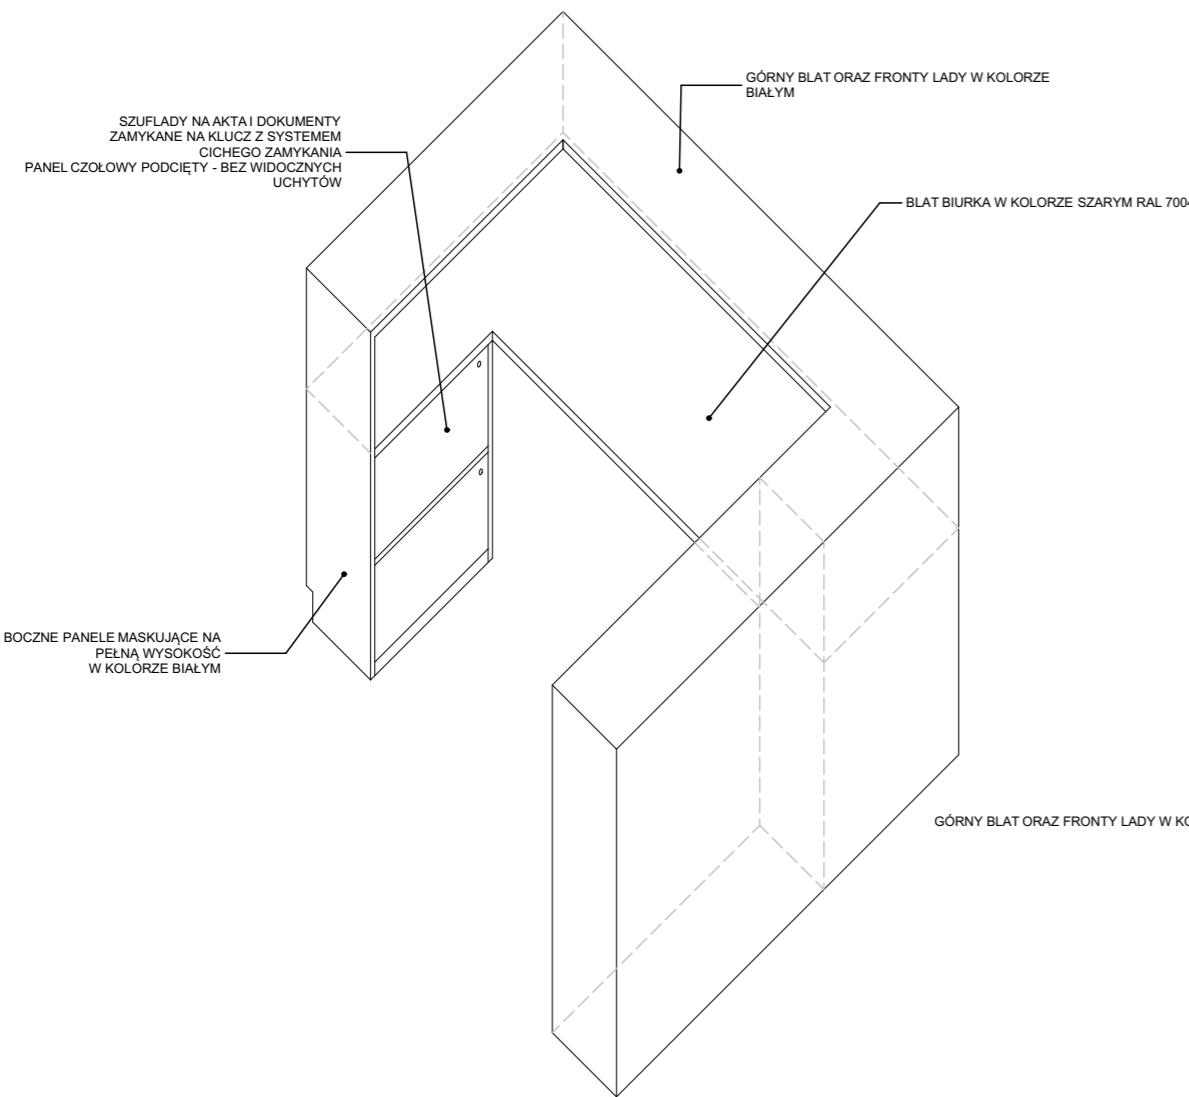 GÓRNY BLAT ORAZ FRONTY LADY W KOLORZE
BIAŁYM
SZUFLADY NA AKTA I DOKUMENTY
ZAMYKANE NA KLUCZ Z SYSTEMEM
CICHEGO ZAMYKANIA
PANEL CZOŁOWY PODCIĘTY - BEZ WIDOCZNYCH
UCHYTÓW
BLAT BIURKA W KOLORZE SZARYM RAL 7004
BOCZNE PANELE MASKUJĄCE NA
PEŁNĄ WYSOKOŚĆ
W KOLORZE BIAŁYM
GÓRNY BLAT ORAZ FRONTY LADY W